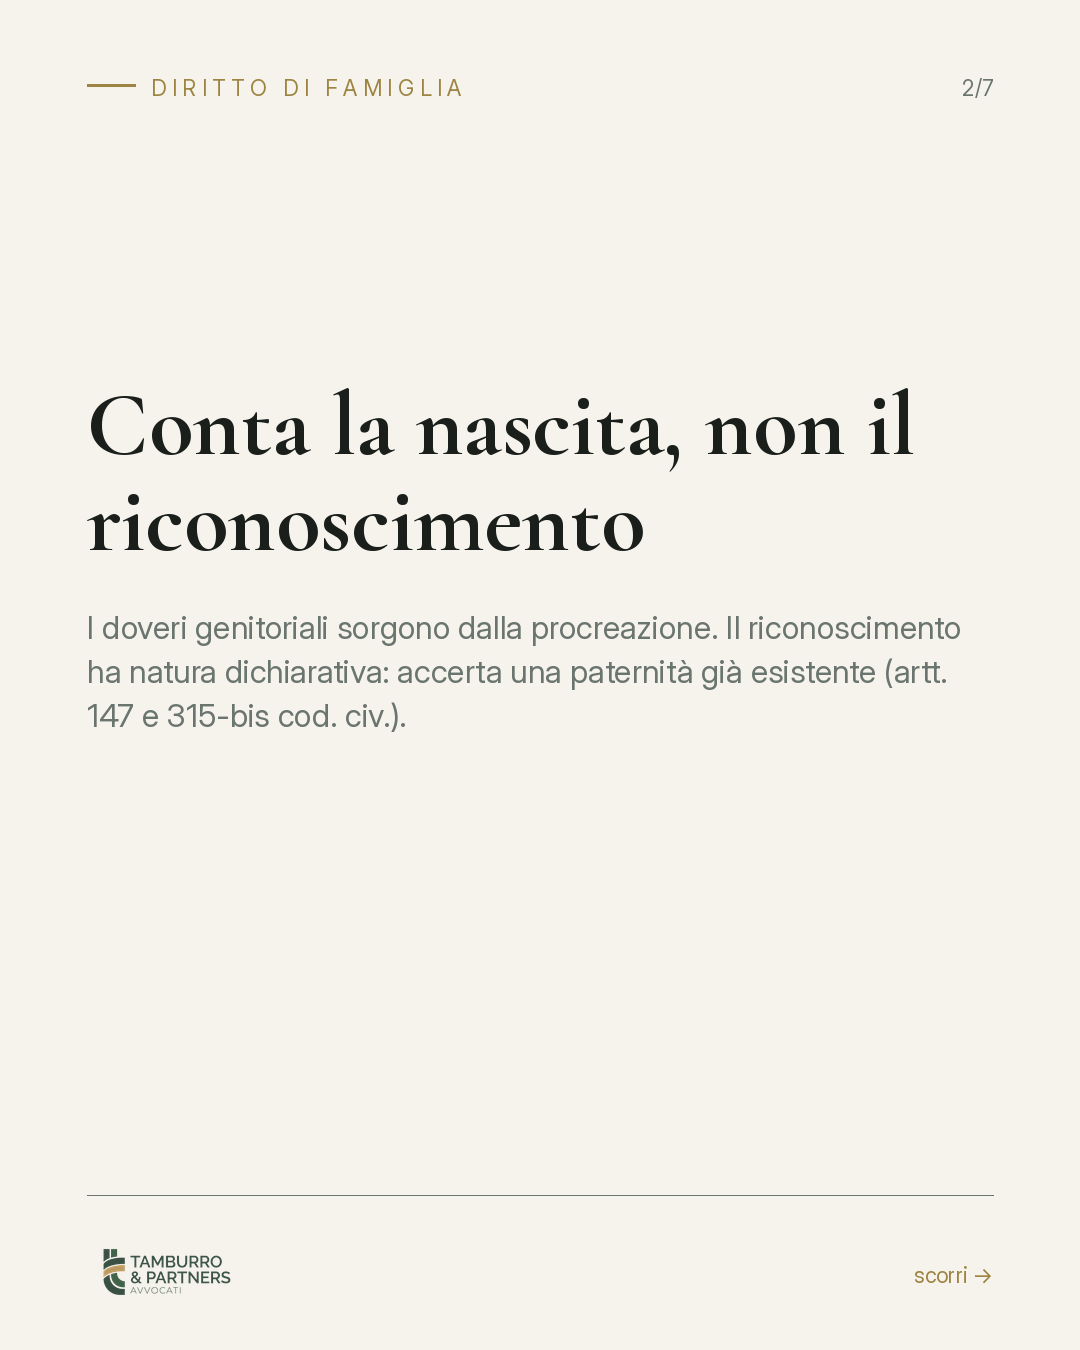 DIRITTO DI FAMIGLIA
2/7
Conta la nascita, non il
riconoscimento
I doveri genitoriali sorgono dalla procreazione. Il riconoscimento
ha natura dichiarativa: accerta una paternità già esistente (artt.
147 e 315-bis cod. civ.).
TAMBURRO
& PARTNERS
AVVOCATI
scorri →